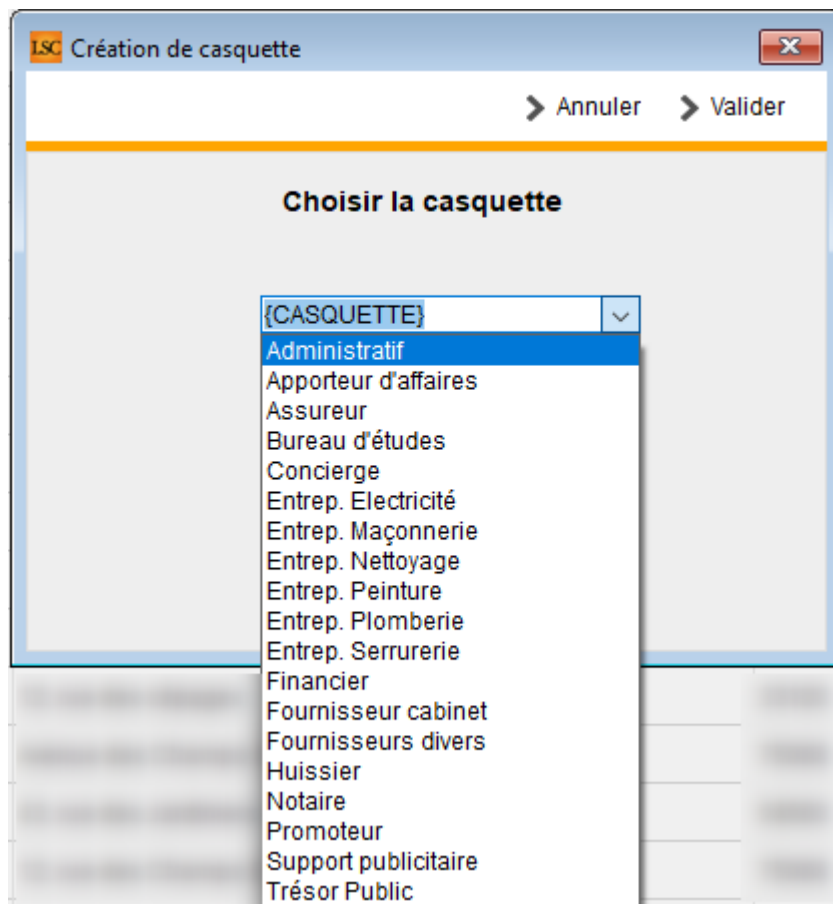 LSC Création de casquette
Annuler Valider
Choisir la casquette
{CASQUETTE}
Administratif
Apporteur d'affaires
Assureur
Bureau d'études
Concierge
Entrep. Electricité
Entrep. Maçonnerie
Entrep. Nettoyage
Entrep. Peinture
Entrep. Plomberie
Entrep. Serrurerie
Financier
Fournisseur cabinet
Fournisseurs divers
Huissier
Notaire
Promoteur
Support publicitaire
Trésor Public